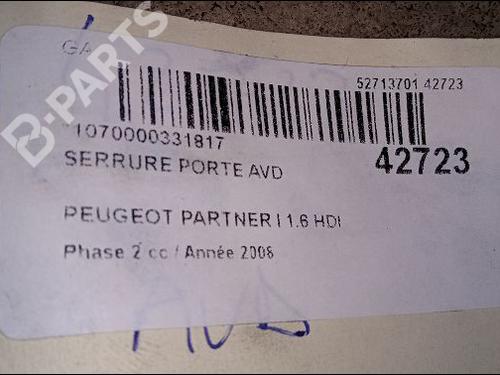 GA
52713701 42723
*1070000331817
42723
SERRURE PORTE AVD
PEUGEOT PARTNER I 1.6 HDI
Phase 2 cc / Année 2008
B-PARTS
AVD